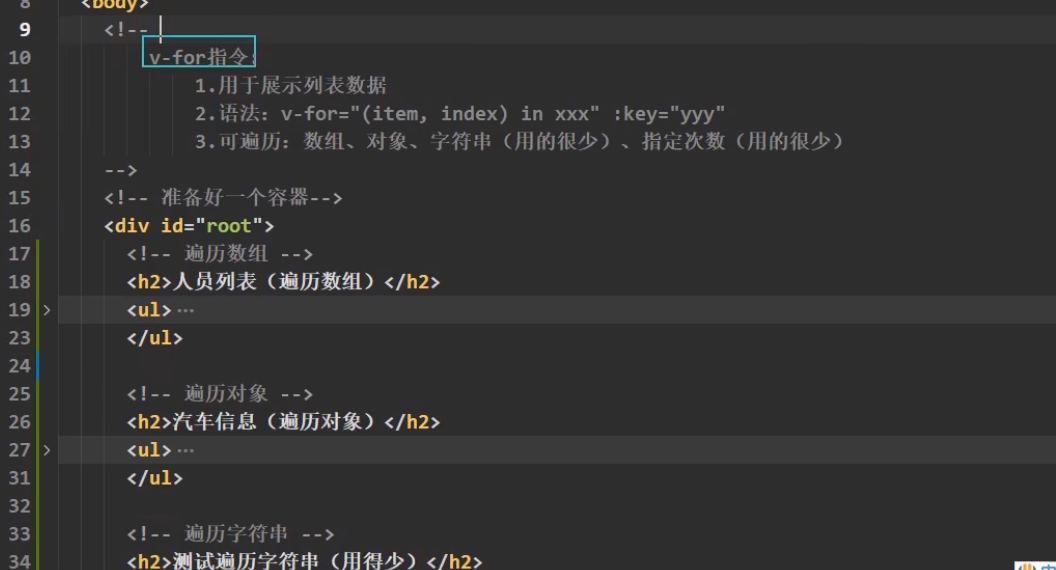 8 <body>
9 <!--
10 v-for指令:
11 1.用于展示列表数据
12 2.语法：v-for="(item, index) in xxx" :key="yyy"
13 3.可遍历：数组、对象、字符串（用的很少）、指定次数（用的很少）
14 -->
15 <!-- 准备好一个容器-->
16 <div id="root">
17 <!-- 遍历数组 -->
18 <h2>人员列表（遍历数组）</h2>
19 <ul>···
23 </ul>
24
25 <!-- 遍历对象 -->
26 <h2>汽车信息（遍历对象）</h2>
27 <ul>···
31 </ul>
32
33 <!-- 遍历字符串 -->
34 <h2>测试遍历字符串（用得少）</h2>